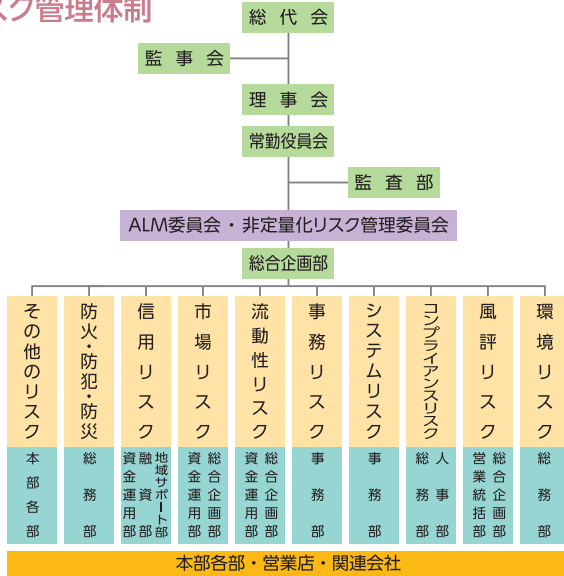 スク管理体制
総代会
監事会
理事会
常勤役員会
監査部
ALM委員会・非定量化リスク管理委員会
総合企画部
その他のリスク
防火・防犯・防災
信用リスク
市場リスク
流動性リスク
事務リスク
システムリスク
コンプライアンスリスク
風評リスク
環境リスク
本部各部
総務部
資金運用部
融資部
地域サポート部
資金運用部
総合企画部
資金運用部
総合企画部
事務部
事務部
総務部
人事部
営業統括部
総合企画部
総務部
本部各部・営業店・関連会社